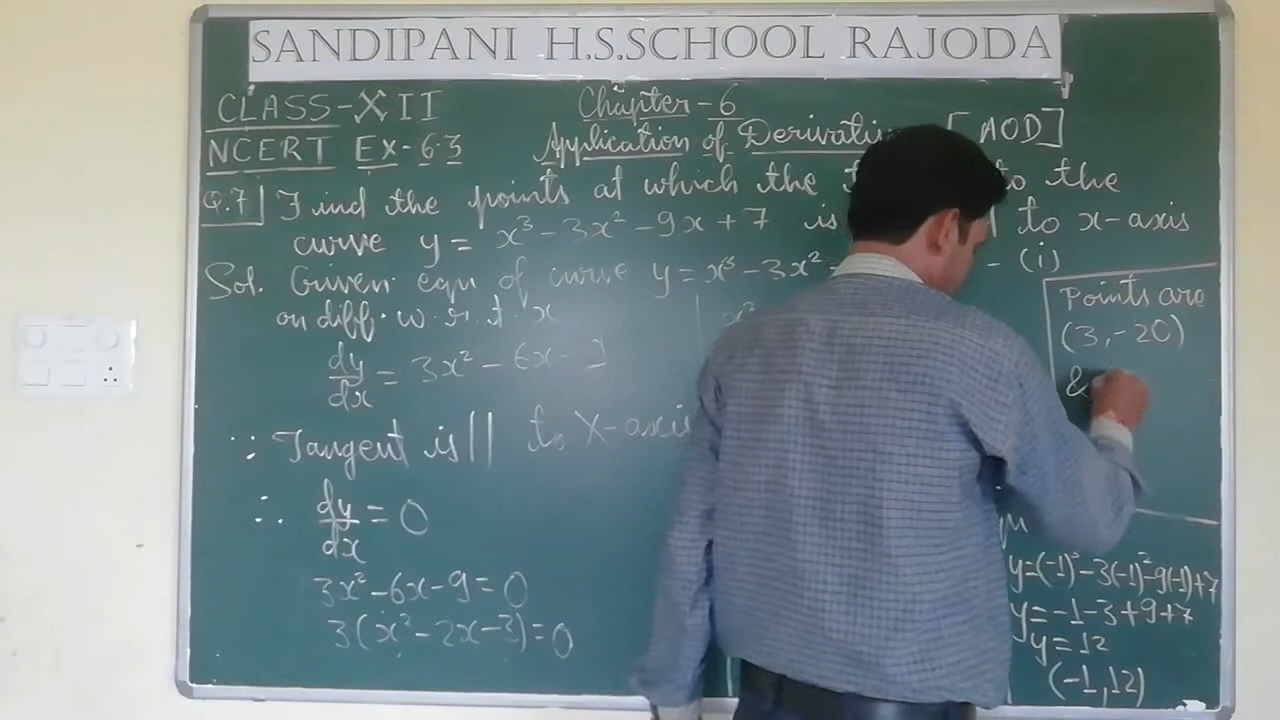 SANDIPANI H.S.SCHOOL RAJODA
CLASS-XII
Chapter-6
NCERT Ex-6.3
Application of Derivati [AOD]
Q.7 Find the points at which the to the
curve y = x³-3x²-9x+7 is to x-axis
Sol. Given eqn of curve y=x³-3x² - (i)
on diff. w.r.t. x
dy/dx = 3x² - 6x - 9
∵ Tangent is || to X-axis
∴ dy/dx = 0
3x²-6x-9=0
3(x²-2x-3)=0
x²
y=(-1)³-3(-1)²-9(-1)+7
y=-1-3+9+7
y=12
(-1,12)
Points are
(3,-20)
&